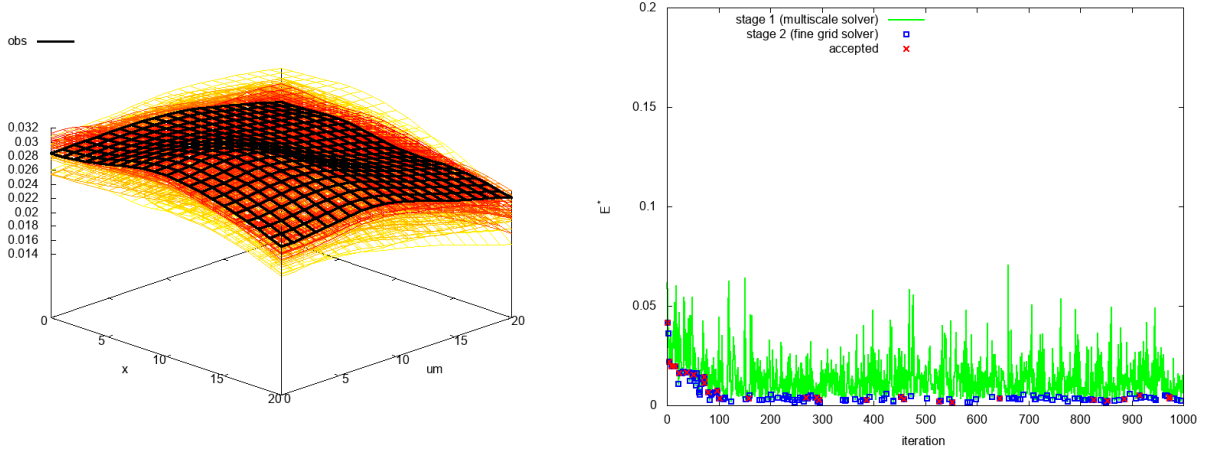 obs
0.032
0.03
0.028
0.026
0.024
0.022
0.02
0.018
0.016
0.014
0
5
10
15
20
x
0
5
10
15
20
um
stage 1 (multiscale solver)
stage 2 (fine grid solver)
accepted
0.2
0.15
0.1
0.05
0
E*
0 100 200 300 400 500 600 700 800 900 1000
iteration